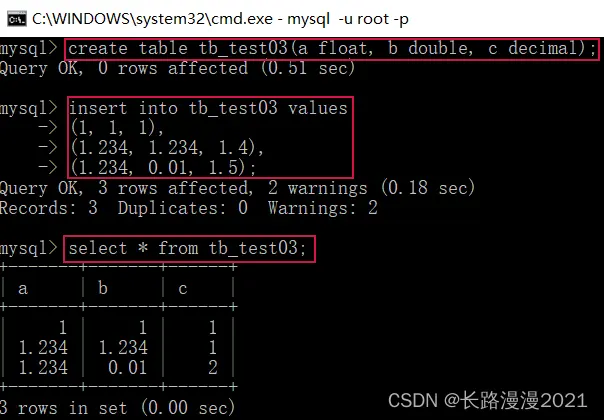 C:\WINDOWS\system32\cmd.exe - mysql -u root -p
mysql> create table tb_test03(a float, b double, c decimal);
Query OK, 0 rows affected (0.51 sec)
mysql> insert into tb_test03 values
-> (1, 1, 1),
-> (1.234, 1.234, 1.4),
-> (1.234, 0.01, 1.5);
Query OK, 3 rows affected, 2 warnings (0.18 sec)
Records: 3 Duplicates: 0 Warnings: 2
mysql> select * from tb_test03;
+-------+-------+------+
| a | b | c |
+-------+-------+------+
| 1 | 1 | 1 |
| 1.234 | 1.234 | 1 |
| 1.234 | 0.01 | 2 |
+-------+-------+------+
3 rows in set (0.00 sec)
CSDN @长路漫漫2021